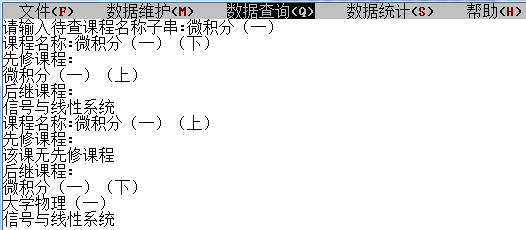 文件(F) 数据维护(M) 数据查询(Q) 数据统计(S) 帮助(H)
请输入待查课程名称子串:微积分（一）
课程名称:微积分（一）（下）
先修课程:
微积分（一）（上）
后继课程:
信号与线性系统
课程名称:微积分（一）（上）
先修课程:
该课无先修课程
后继课程:
微积分（一）（下）
大学物理（一）
信号与线性系统